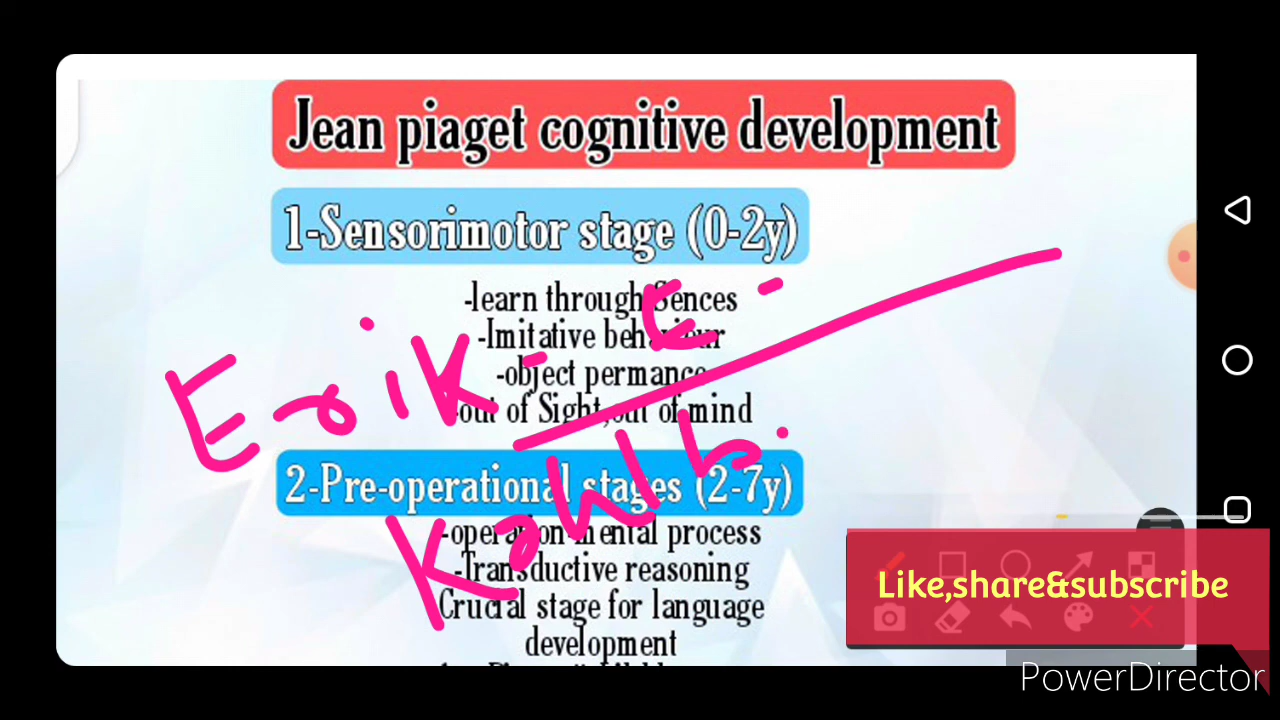 Jean piaget cognitive development
1-Sensorimotor stage (0-2y)
-learn through Sences
-Imitative behaviour
-object permance
-out of Sight,out of mind
Erik- E-
2-Pre-operational stages (2-7y)
Kohlb.
-operation-mental process
-Transductive reasoning
Crucial stage for language
development
Like,share&subscribe
PowerDirector